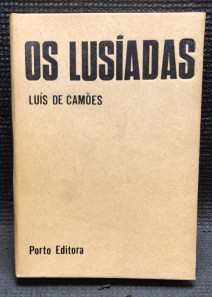 OS LUSÍADAS
LUÍS DE CAMÕES
Porto Editora